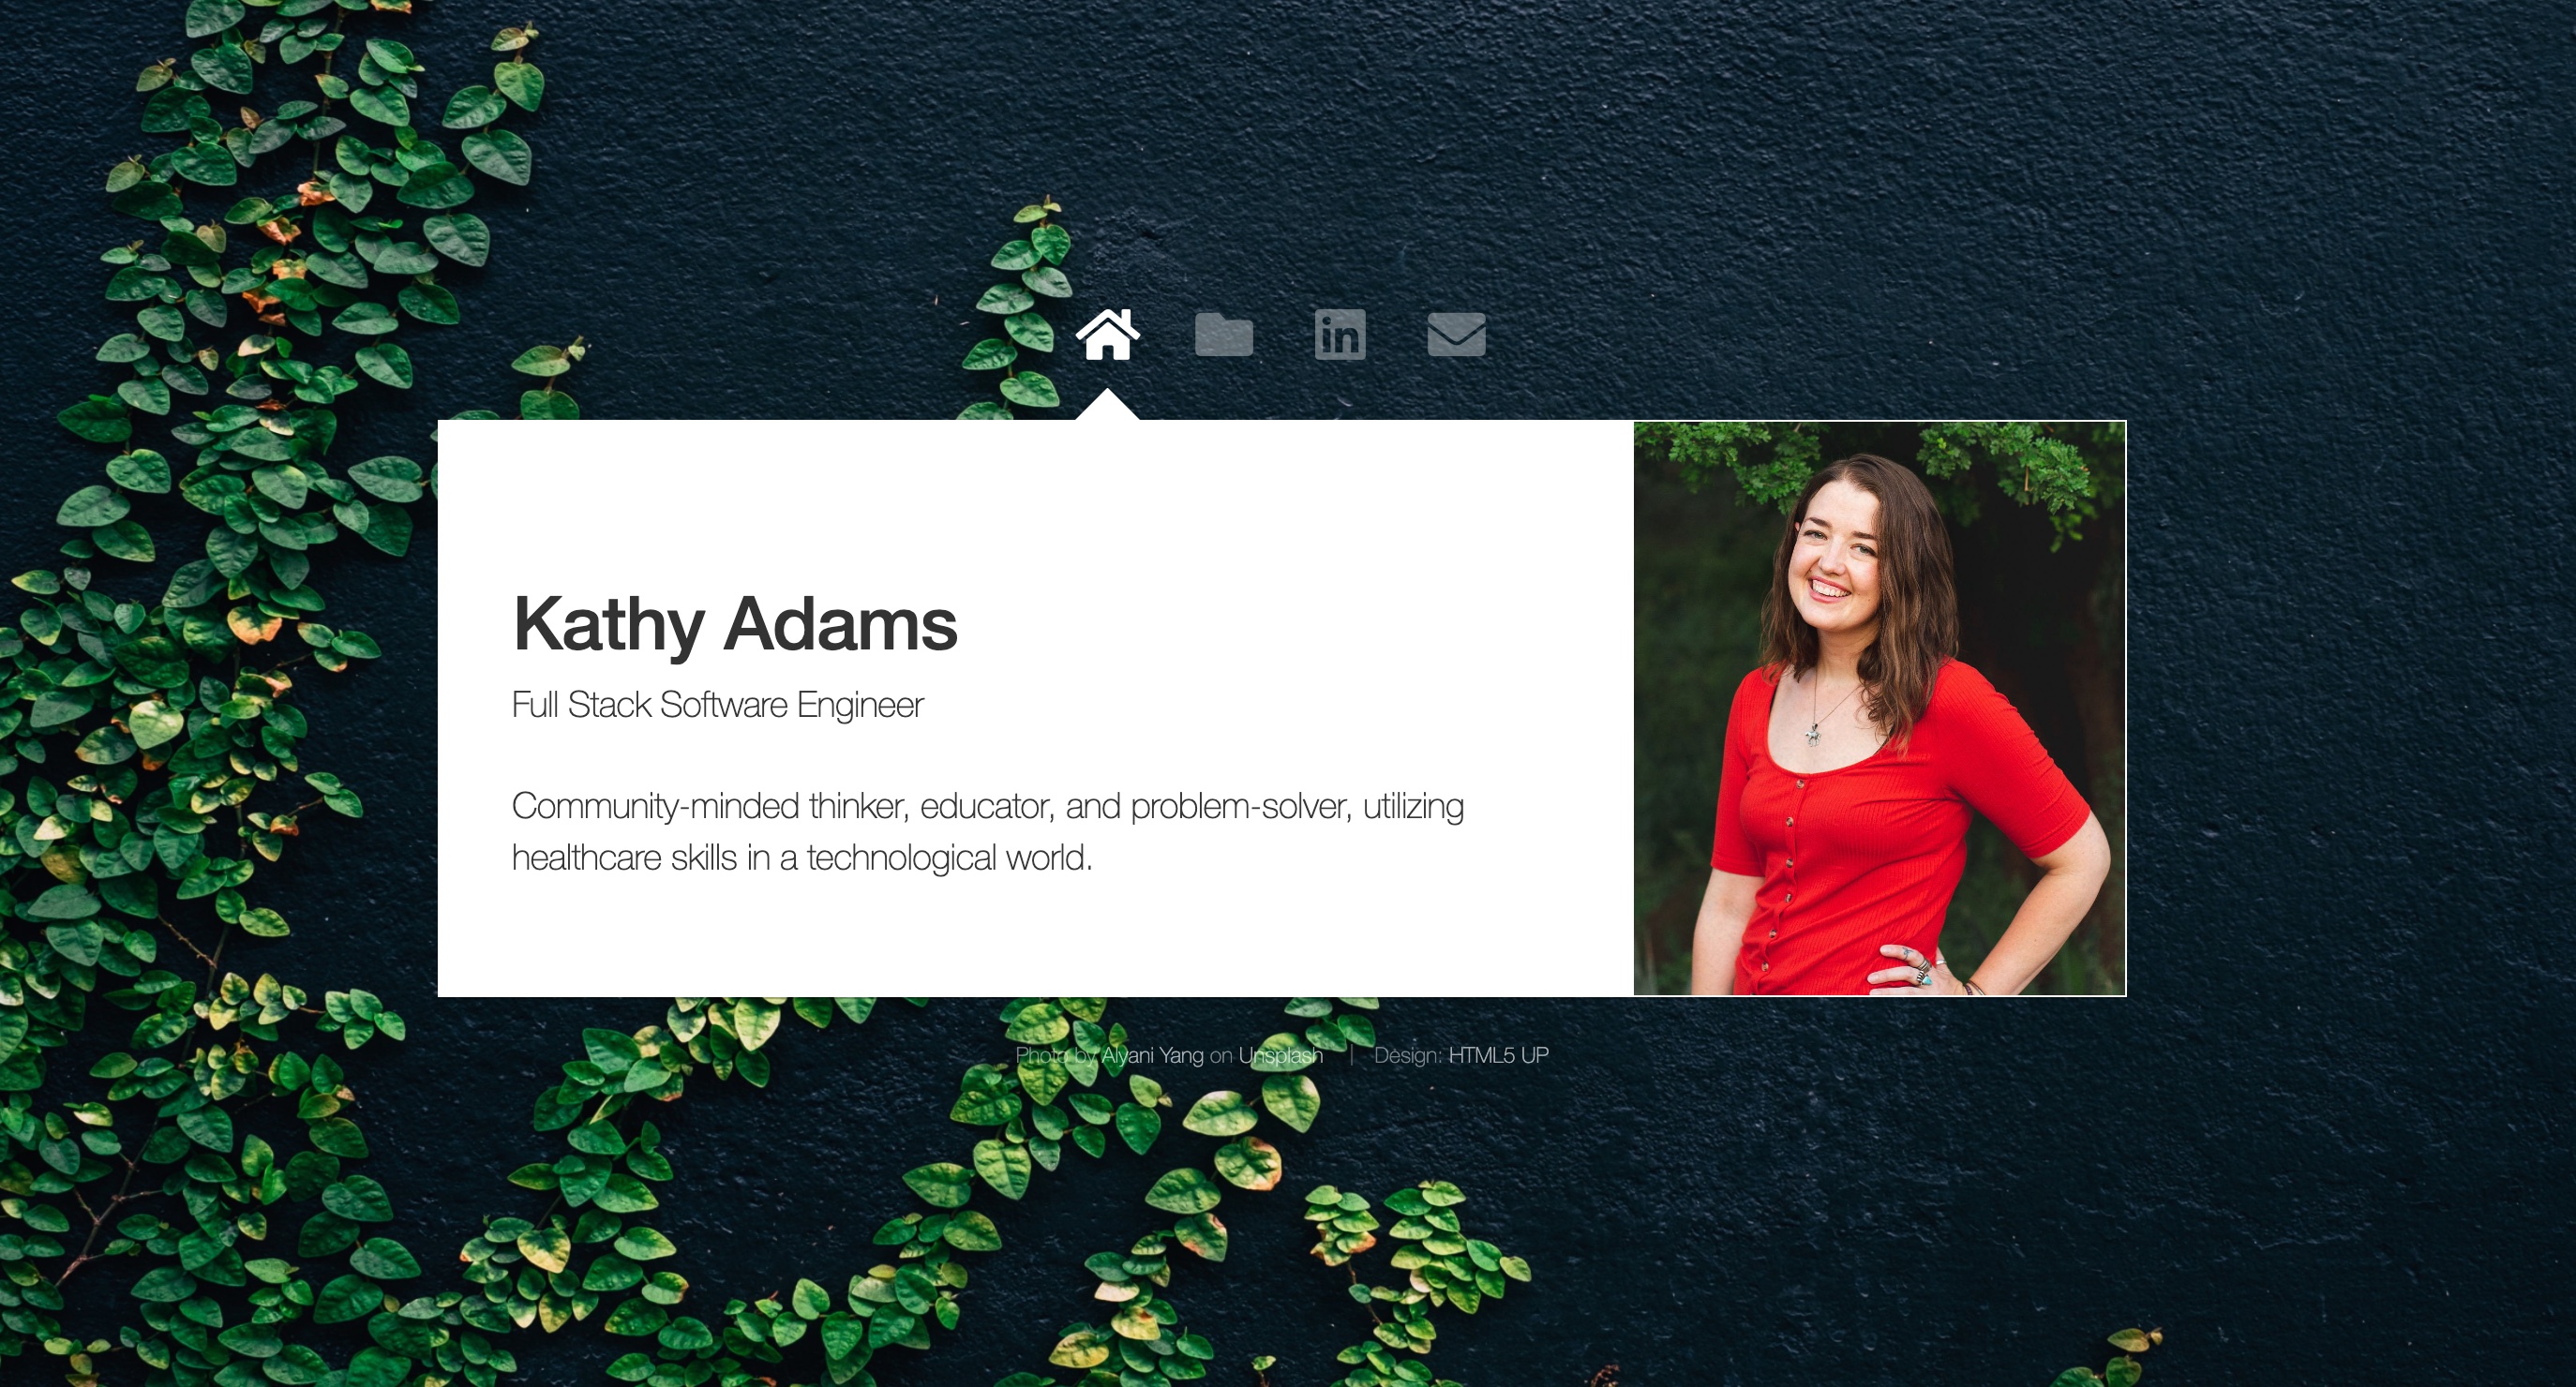 in
Kathy Adams
Full Stack Software Engineer
Community-minded thinker, educator, and problem-solver, utilizing
healthcare skills in a technological world.
Photo by Alyani Yang on Unsplash | Design: HTML5 UP